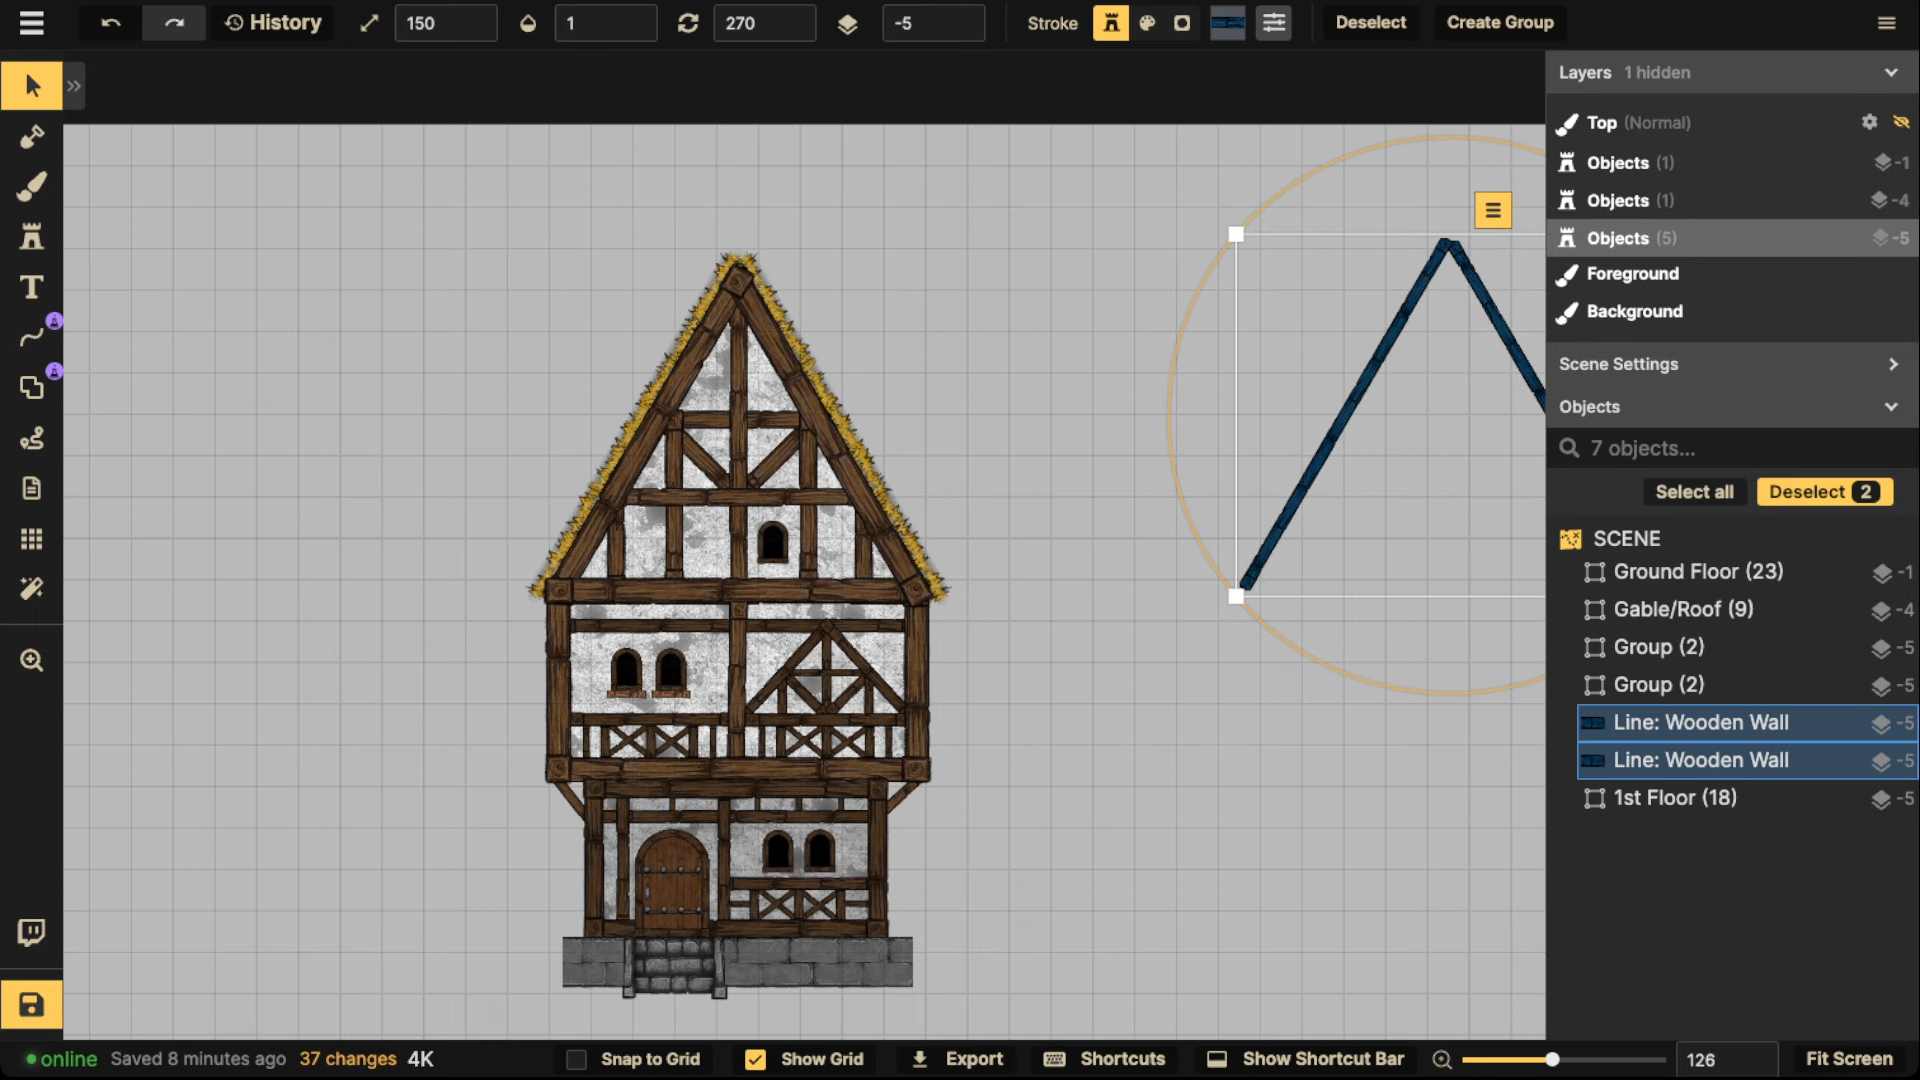 History
150
1
270
-5
Stroke
Deselect
Create Group
Layers 1 hidden
Top (Normal)
Objects (1) -1
Objects (1) -4
Objects (5) -5
Foreground
Background
Scene Settings
Objects
7 objects...
Select all
Deselect 2
SCENE
Ground Floor (23) -1
Gable/Roof (9) -4
Group (2) -5
Group (2) -5
Line: Wooden Wall -5
Line: Wooden Wall -5
1st Floor (18) -5
online Saved 8 minutes ago 37 changes 4K
Snap to Grid
Show Grid
Export
Shortcuts
Show Shortcut Bar
126
Fit Screen